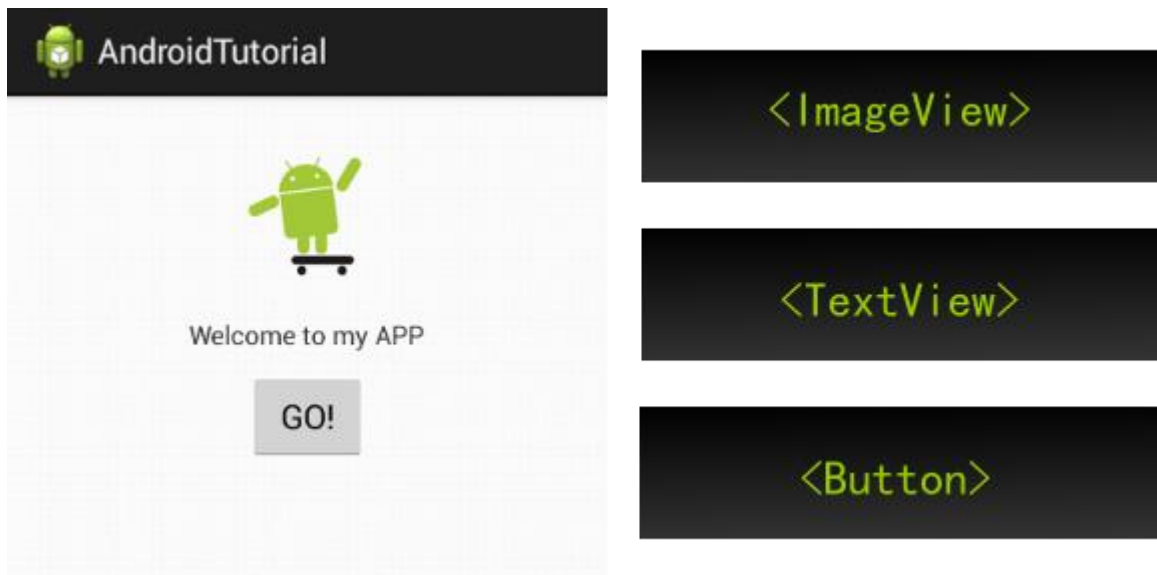 AndroidTutorial
Welcome to my APP
GO!
<ImageView>
<TextView>
<Button>